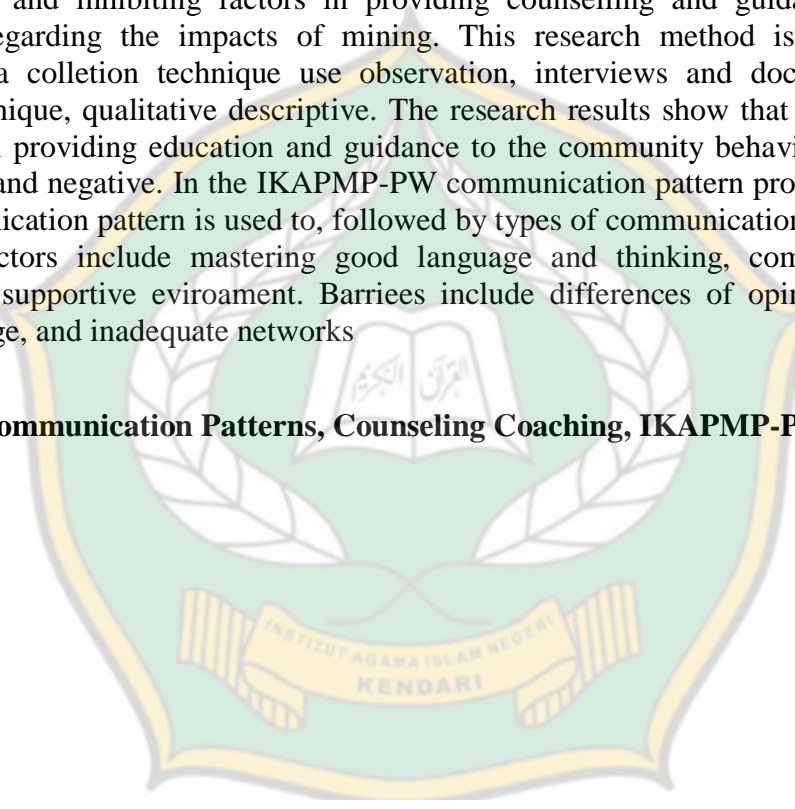 and inhibiting factors in providing counselling and guida
egarding the impacts of mining. This research method is
a colletion technique use observation, interviews and doc
nique, qualitative descriptive. The research results show that
providing education and guidance to the community behavi
and negative. In the IKAPMP-PW communication pattern pro
ication pattern is used to, followed by types of communication
ctors include mastering good language and thinking, com
supportive eviroament. Barriees include differences of opin
ge, and inadequate networks
القرآن الكريم
ommunication Patterns, Counseling Coaching, IKAPMP-P
INSTITUT AGAMA ISLAM NEGERI
KENDARI